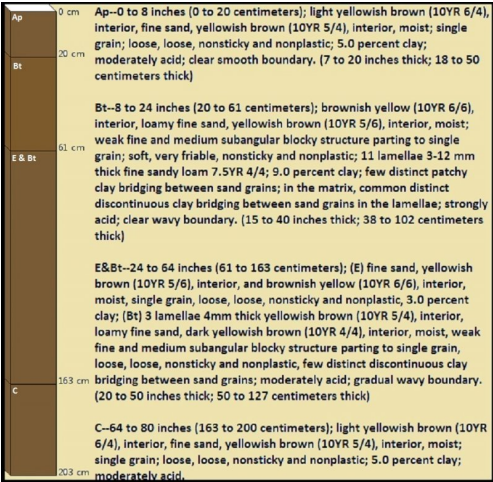 Ap
0 cm
Ap--0 to 8 inches (0 to 20 centimeters); light yellowish brown (10YR 6/4),
interior, fine sand, yellowish brown (10YR 5/4), interior, moist; single
grain; loose, loose, nonsticky and nonplastic; 5.0 percent clay;
moderately acid; clear smooth boundary. (7 to 20 inches thick; 18 to 50
centimeters thick)
20 cm
Bt
Bt--8 to 24 inches (20 to 61 centimeters); brownish yellow (10YR 6/6),
interior, loamy fine sand, yellowish brown (10YR 5/6), interior, moist;
weak fine and medium subangular blocky structure parting to single
grain; soft, very friable, nonsticky and nonplastic; 11 lamellae 3-12 mm
thick fine sandy loam 7.5YR 4/4; 9.0 percent clay; few distinct patchy
clay bridging between sand grains; in the matrix, common distinct
discontinuous clay bridging between sand grains in the lamellae; strongly
acid; clear wavy boundary. (15 to 40 inches thick; 38 to 102 centimeters
thick)
61 cm
E & Bt
E&Bt--24 to 64 inches (61 to 163 centimeters); (E) fine sand, yellowish
brown (10YR 5/6), interior, and brownish yellow (10YR 6/6), interior,
moist, single grain, loose, loose, nonsticky and nonplastic, 3.0 percent
clay; (Bt) 3 lamellae 4mm thick yellowish brown (10YR 5/4), interior,
loamy fine sand, dark yellowish brown (10YR 4/4), interior, moist, weak
fine and medium subangular blocky structure parting to single grain,
loose, loose, nonsticky and nonplastic, few distinct discontinuous clay
bridging between sand grains; moderately acid; gradual wavy boundary.
(20 to 50 inches thick; 50 to 127 centimeters thick)
163 cm
C
C--64 to 80 inches (163 to 200 centimeters); light yellowish brown (10YR
6/4), interior, fine sand, yellowish brown (10YR 5/4), interior, moist;
single grain; loose, loose, nonsticky and nonplastic; 5.0 percent clay;
moderately acid.
203 cm